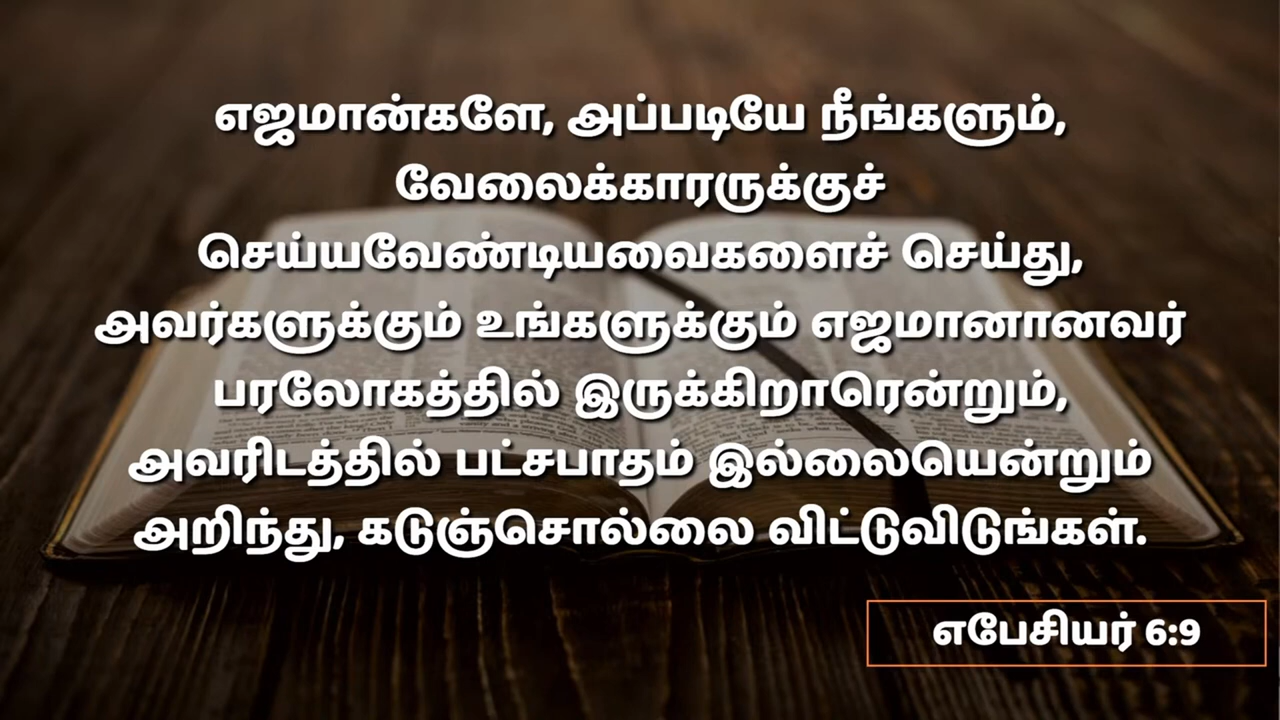 எஜமான்களே, அப்படியே நீங்களும்,
வேலைக்காரருக்குச்
செய்யவேண்டியவைகளைச் செய்து,
அவர்களுக்கும் உங்களுக்கும் எஜமானானவர்
பரலோகத்தில் இருக்கிறாரென்றும்,
அவரிடத்தில் பட்சபாதம் இல்லையென்றும்
அறிந்து, கடுஞ்சொல்லை விட்டுவிடுங்கள்.
எபேசியர் 6:9